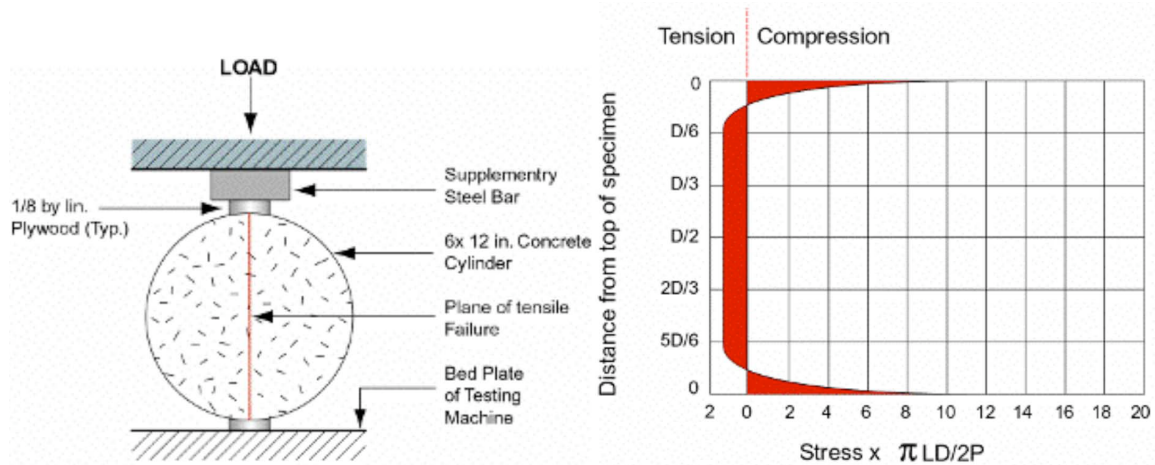 LOAD
Supplementry
Steel Bar
1/8 by lin.
Plywood (Typ.)
6x 12 in. Concrete
Cylinder
Plane of tensile
Failure
Bed Plate
of Testing
Machine
Tension
Compression
Distance from top of specimen
0
D/6
D/3
D/2
2D/3
5D/6
0
2 0 2 4 6 8 10 12 14 16 18 20
Stress x π LD/2P